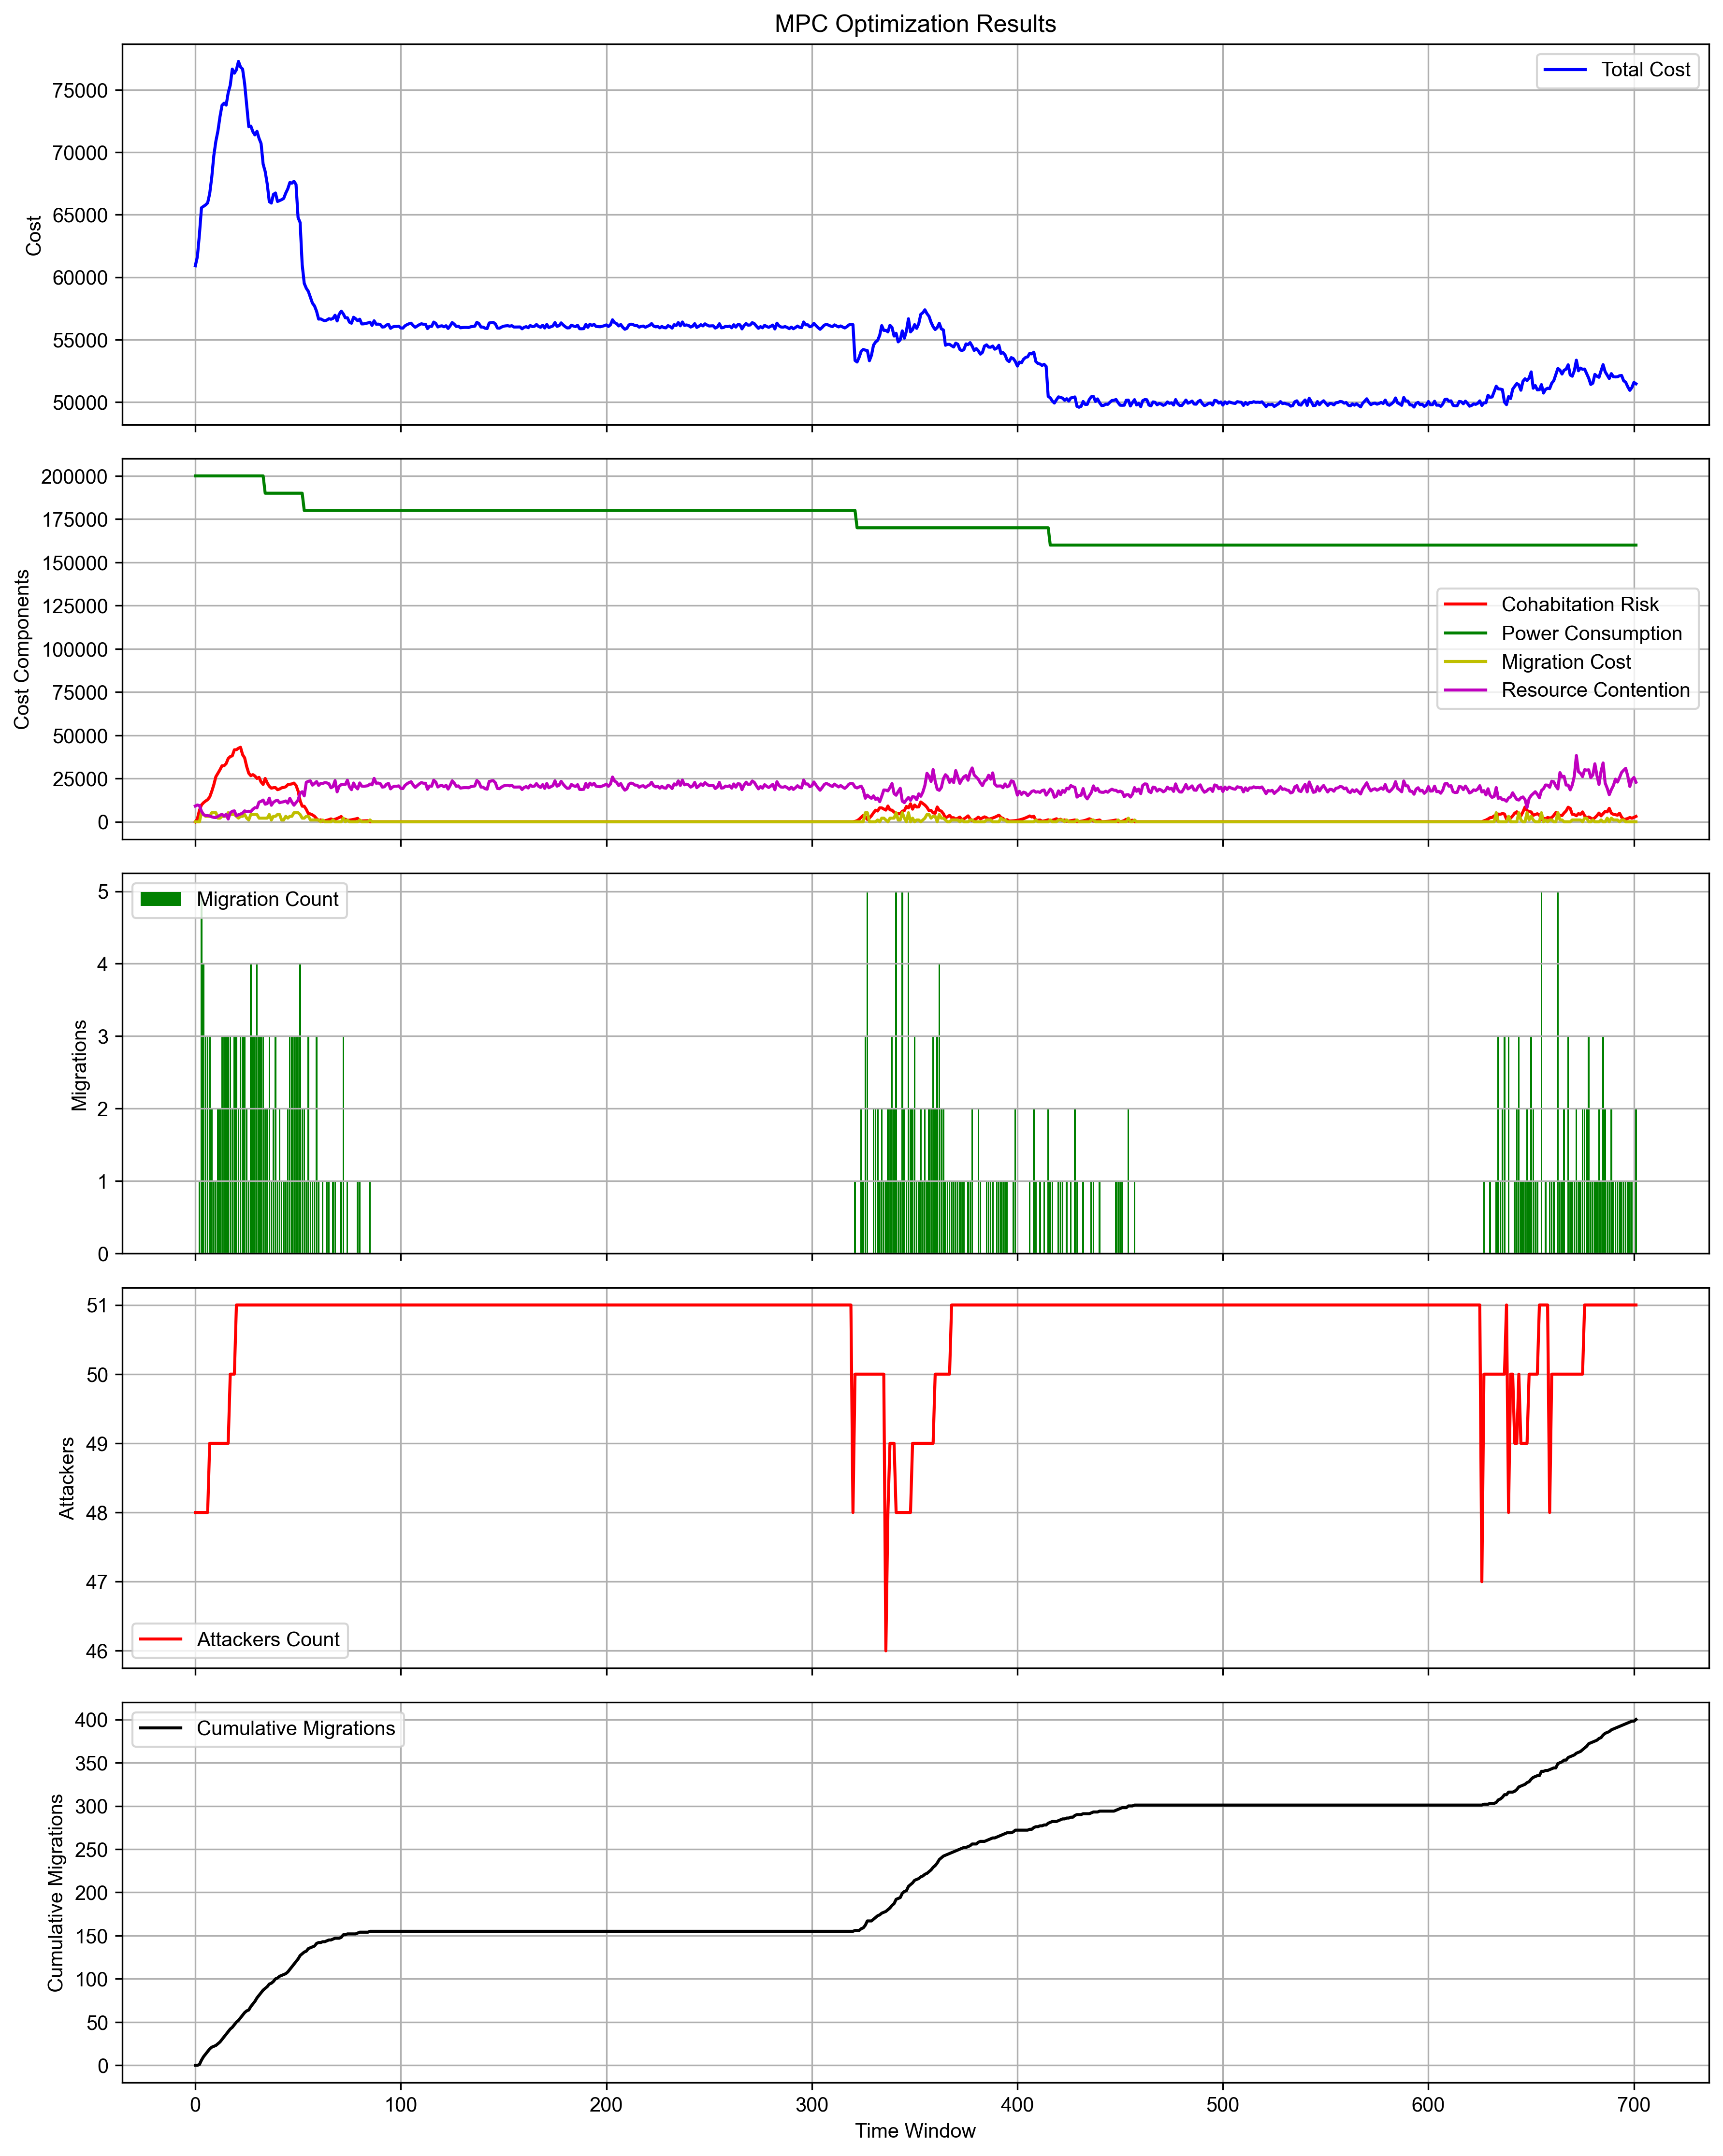 MPC Optimization Results
Cost
75000
70000
65000
60000
55000
50000
Total Cost
Cost Components
200000
175000
150000
125000
100000
75000
50000
25000
0
Cohabitation Risk
Power Consumption
Migration Cost
Resource Contention
Migrations
5
4
3
2
1
0
Migration Count
Attackers
51
50
49
48
47
46
Attackers Count
Cumulative Migrations
400
350
300
250
200
150
100
50
0
Cumulative Migrations
0 100 200 300 400 500 600 700
Time Window